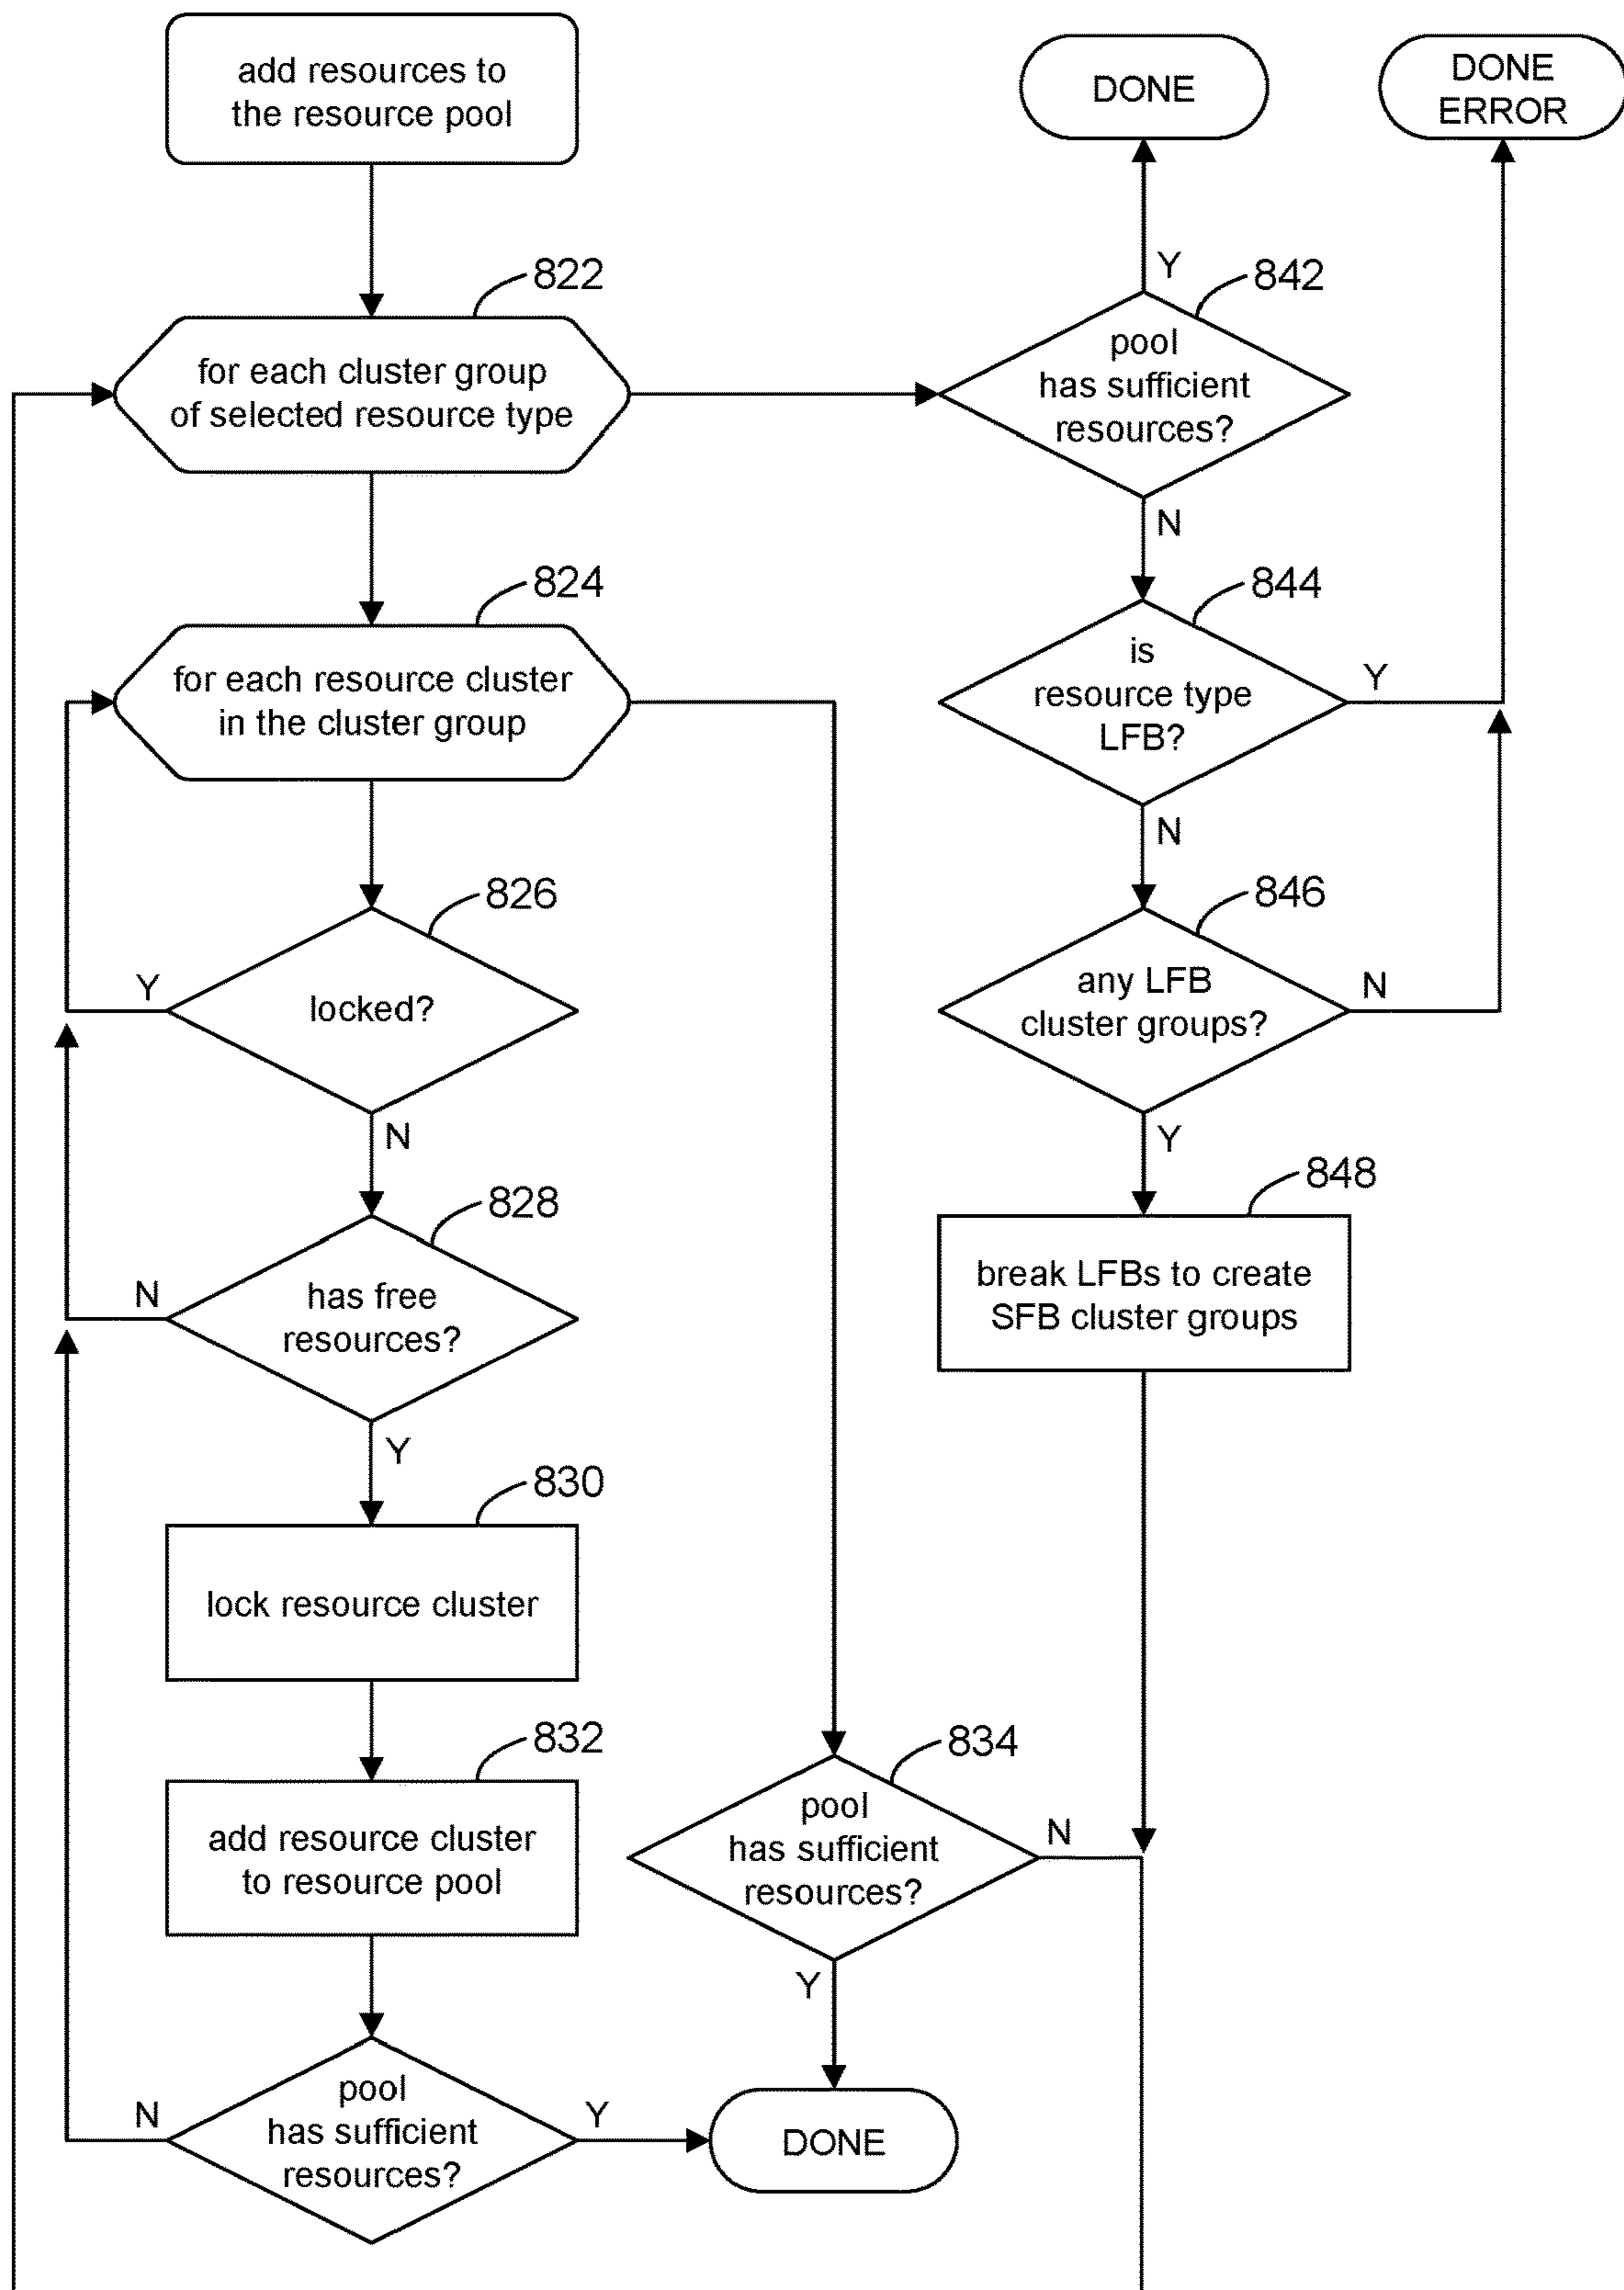 add resources to
the resource pool
DONE
DONE
ERROR
822
for each cluster group
of selected resource type
Y
842
pool
has sufficient
resources?
N
824
for each resource cluster
in the cluster group
844
is
resource type
LFB?
Y
N
826
locked?
Y
N
846
any LFB
cluster groups?
N
Y
828
has free
resources?
N
Y
848
break LFBs to create
SFB cluster groups
830
lock resource cluster
832
add resource cluster
to resource pool
834
pool
has sufficient
resources?
N
Y
pool
has sufficient
resources?
N
Y
DONE